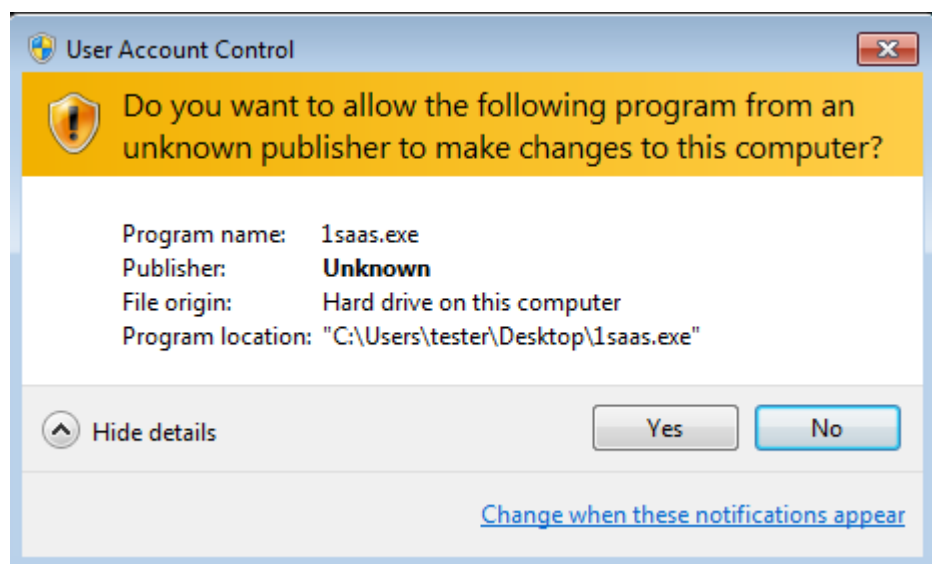 User Account Control
Do you want to allow the following program from an
unknown publisher to make changes to this computer?
Program name: 1saas.exe
Publisher: Unknown
File origin: Hard drive on this computer
Program location: "C:\Users\tester\Desktop\1saas.exe"
Hide details Yes No
Change when these notifications appear